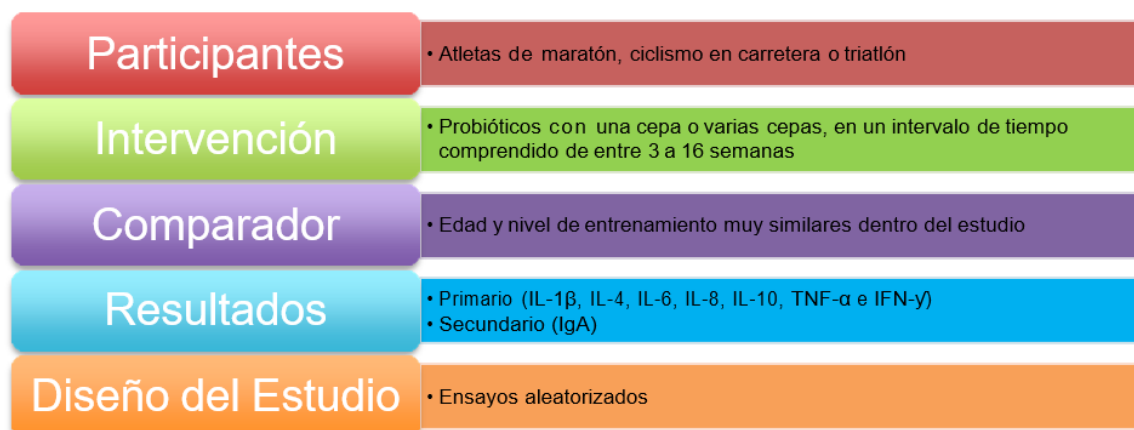 Participantes
• Atletas de maratón, ciclismo en carretera o triatlón
Intervención
• Probióticos con una cepa o varias cepas, en un intervalo de tiempo
comprendido de entre 3 a 16 semanas
Comparador
• Edad y nivel de entrenamiento muy similares dentro del estudio
Resultados
• Primario (IL-1β, IL-4, IL-6, IL-8, IL-10, TNF-α e IFN-y)
• Secundario (IgA)
Diseño del Estudio
• Ensayos aleatorizados